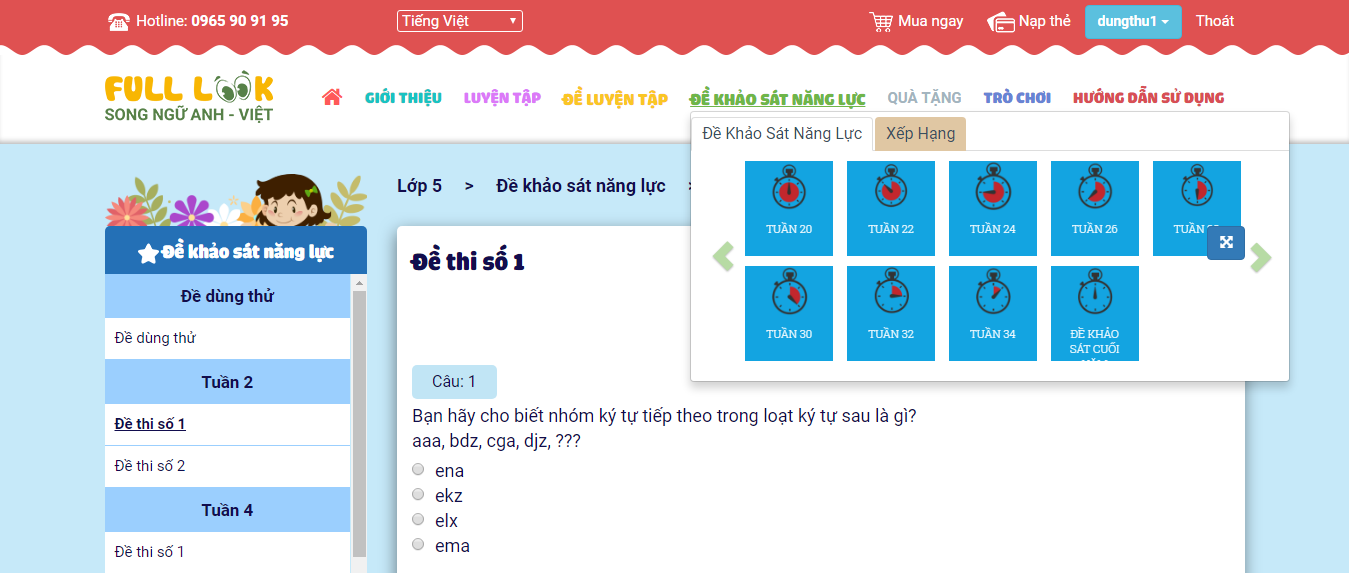 Hotline: 0965 90 91 95
Tiếng Việt
Mua ngay
Nạp thẻ
dungthu1
Thoát
FULL LOOK
SONG NGỮ ANH - VIỆT
GIỚI THIỆU
LUYỆN TẬP
ĐỀ LUYỆN TẬP
ĐỀ KHẢO SÁT NĂNG LỰC
QUÀ TẶNG
TRÒ CHƠI
HƯỚNG DẪN SỬ DỤNG
Đề Khảo Sát Năng Lực
Xếp Hạng
TUẦN 20
TUẦN 22
TUẦN 24
TUẦN 26
TUẦN
TUẦN 30
TUẦN 32
TUẦN 34
ĐỀ KHẢO
SÁT CUỐI
Lớp 5 > Đề khảo sát năng lực >
Đề khảo sát năng lực
Đề dùng thử
Đề dùng thử
Tuần 2
Đề thi số 1
Đề thi số 2
Tuần 4
Đề thi số 1
Đề thi số 1
Câu: 1
Bạn hãy cho biết nhóm ký tự tiếp theo trong loạt ký tự sau là gì?
aaa, bdz, cga, djz, ???
ena
ekz
elx
ema